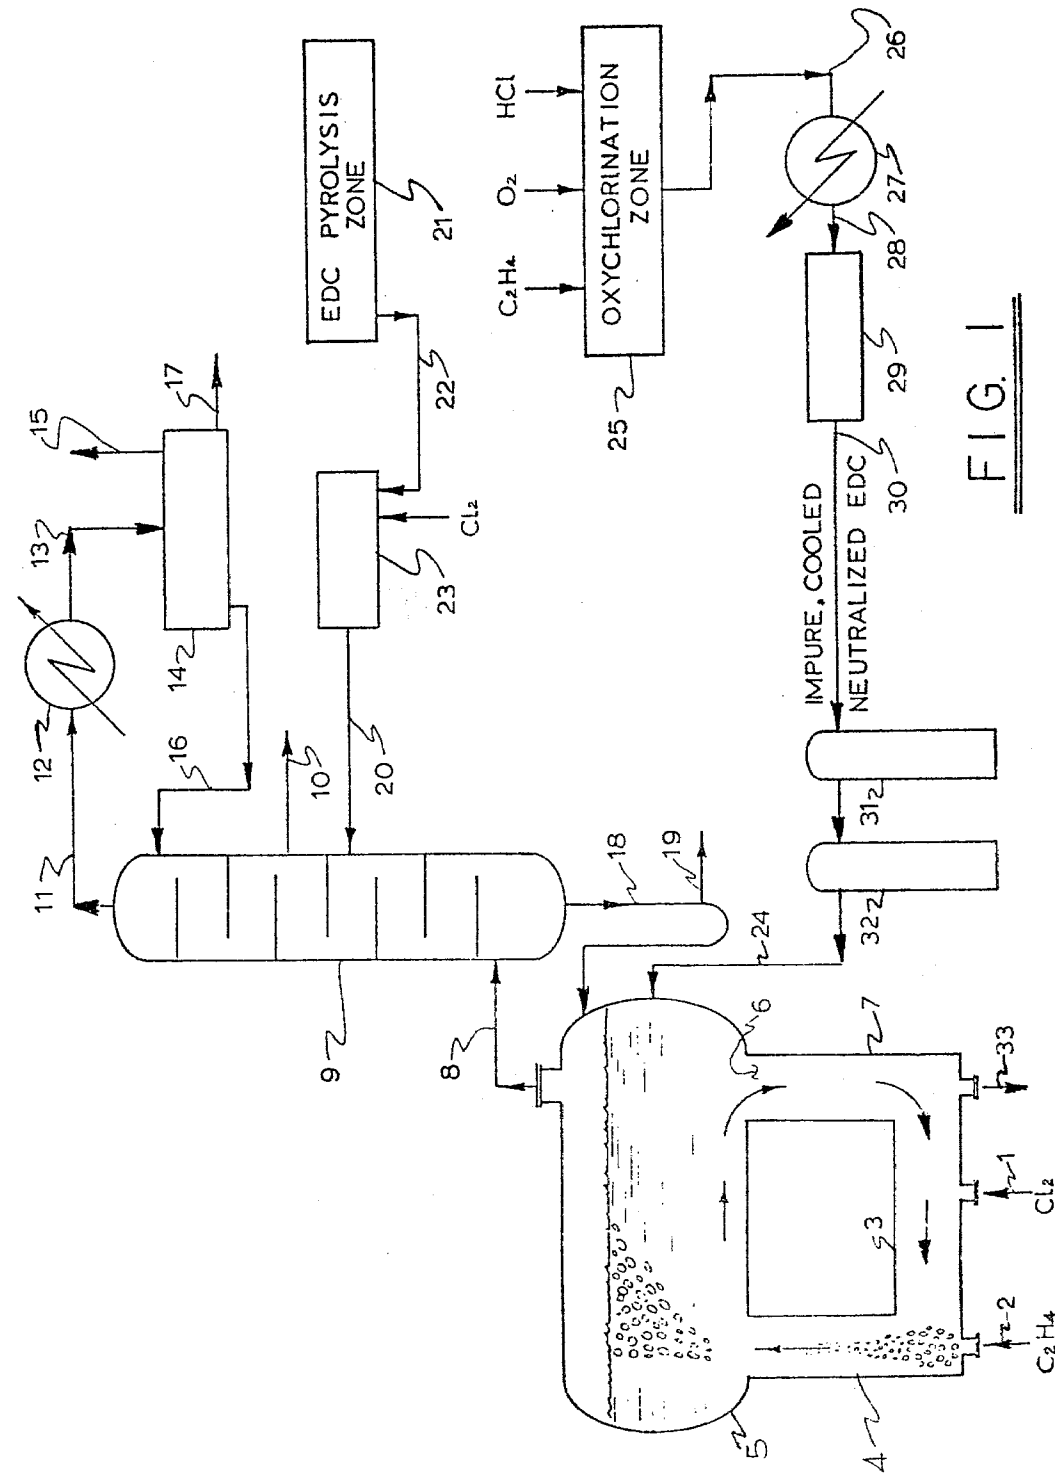 11
12
13
15
14
17
16
10
20
23
Cl₂
22
21
EDC PYROLYSIS
ZONE
C₂H₄
O₂
HCl
OXYCHLORINATION
ZONE
25
26
27
28
29
30
IMPURE, COOLED
NEUTRALIZED EDC
31
32
9
8
18
19
24
6
7
5
4
3
C₂H₄
2
Cl₂
1
33
FIG. 1